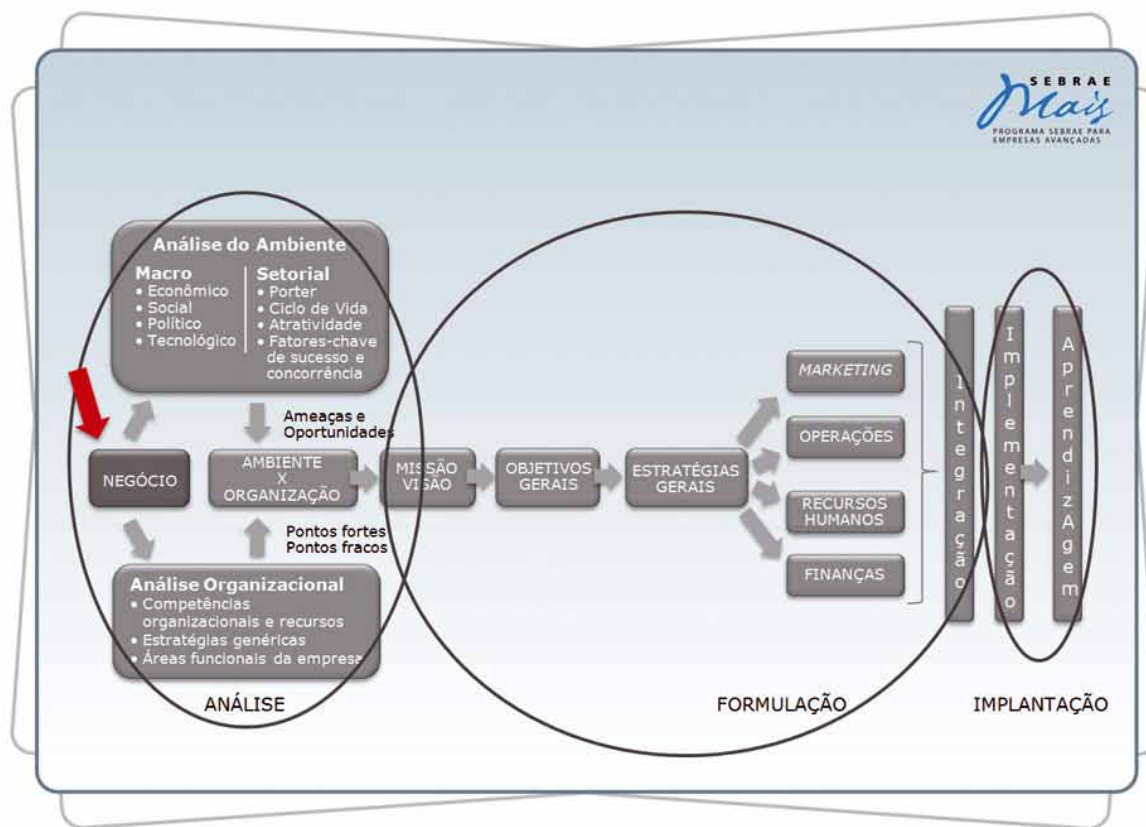 SEBRAE
Mais
PROGRAMA SEBRAE PARA
EMPRESAS AVANÇADAS
Análise do Ambiente
Macro
• Econômico
• Social
• Político
• Tecnológico
Setorial
• Porter
• Ciclo de Vida
• Atratividade
• Fatores-chave
de sucesso e
concorrência
Ameaças e
Oportunidades
NEGÓCIO
AMBIENTE
X
ORGANIZAÇÃO
Pontos fortes
Pontos fracos
Análise Organizacional
• Competências
organizacionais e recursos
• Estratégias genéricas
• Áreas funcionais da empresa
ANÁLISE
MISSÃO
VISÃO
OBJETIVOS
GERAIS
ESTRATÉGIAS
GERAIS
MARKETING
OPERAÇÕES
RECURSOS
HUMANOS
FINANÇAS
Integração
FORMULAÇÃO
Implementação
AprendizAgem
IMPLANTAÇÃO